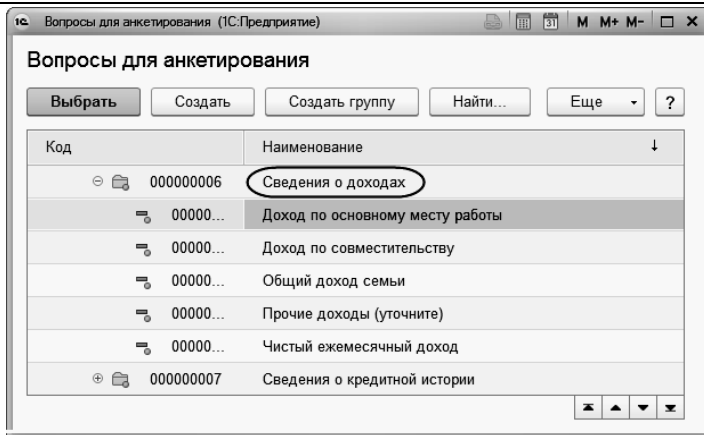 1С Вопросы для анкетирования (1С:Предприятие) 31 M M+ M-
Вопросы для анкетирования
Выбрать Создать Создать группу Найти... Еще ?
Код Наименование ↓
000000006 Сведения о доходах
00000... Доход по основному месту работы
00000... Доход по совместительству
00000... Общий доход семьи
00000... Прочие доходы (уточните)
00000... Чистый ежемесячный доход
000000007 Сведения о кредитной истории